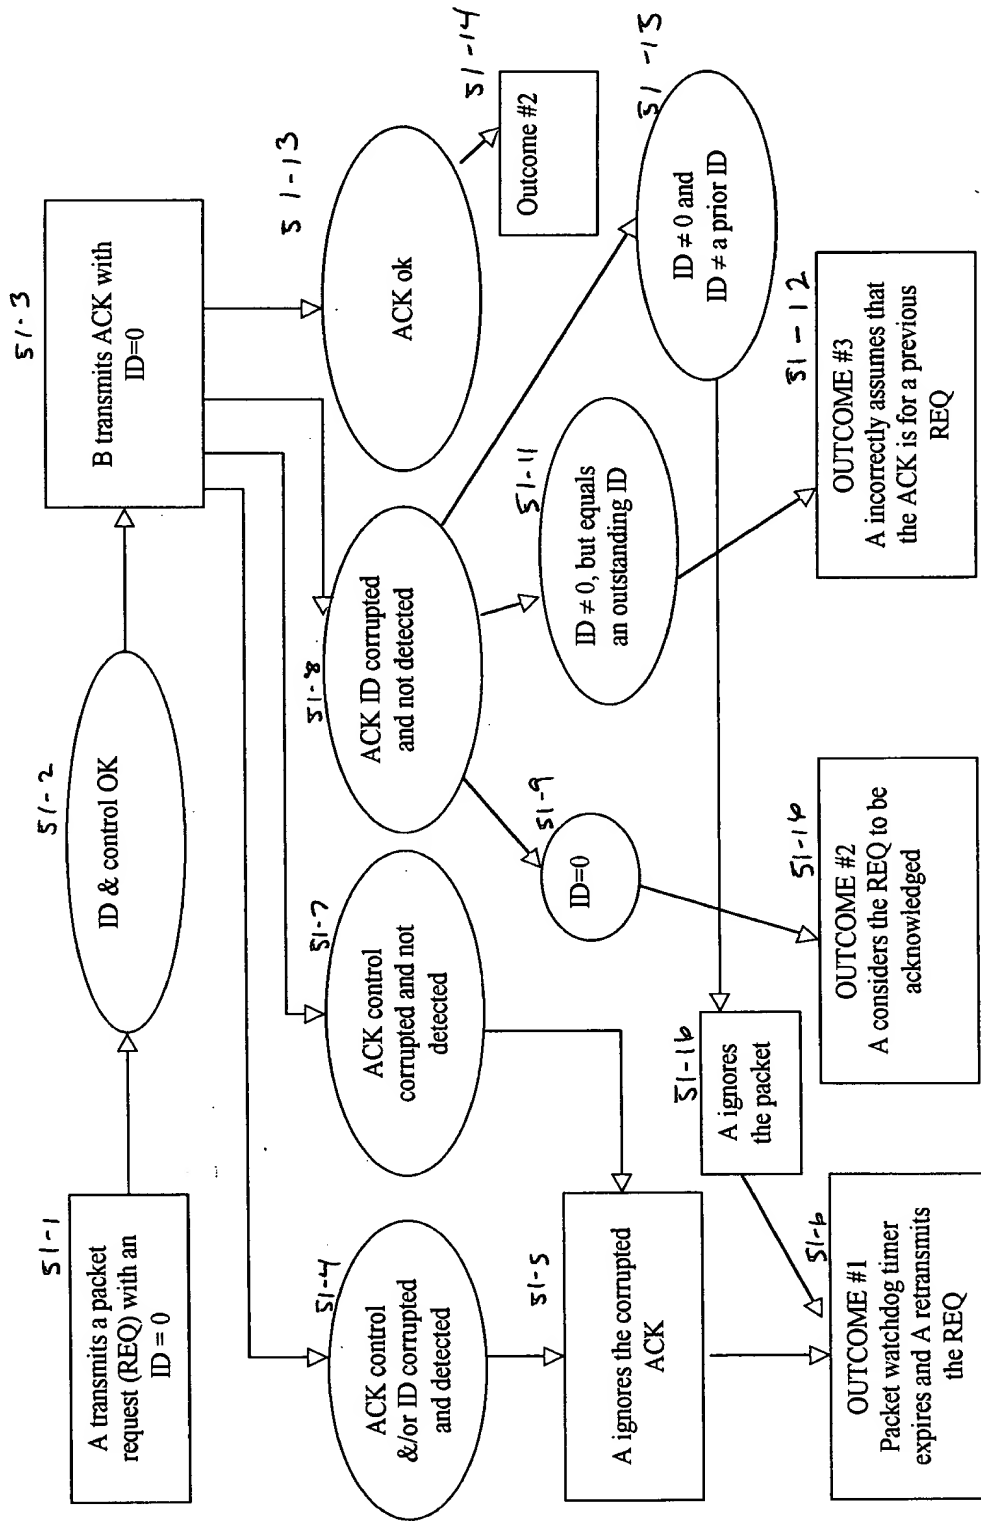 51-1
A transmits a packet
request (REQ) with an
ID = 0
51-2
ID & control OK
51-3
B transmits ACK with
ID=0
51-4
ACK control
&/or ID corrupted
and detected
51-7
ACK control
corrupted and not
detected
51-8
ACK ID corrupted
and not detected
51-13
ACK ok
51-14
Outcome #2
51-5
A ignores the corrupted
ACK
51-9
ID=0
51-11
ID ≠ 0, but equals
an outstanding ID
51-13
ID ≠ 0 and
ID ≠ a prior ID
51-16
A ignores
the packet
51-6
OUTCOME #1
Packet watchdog timer
expires and A retransmits
the REQ
51-14
OUTCOME #2
A considers the REQ to be
acknowledged
51-12
OUTCOME #3
A incorrectly assumes that
the ACK is for a previous
REQ